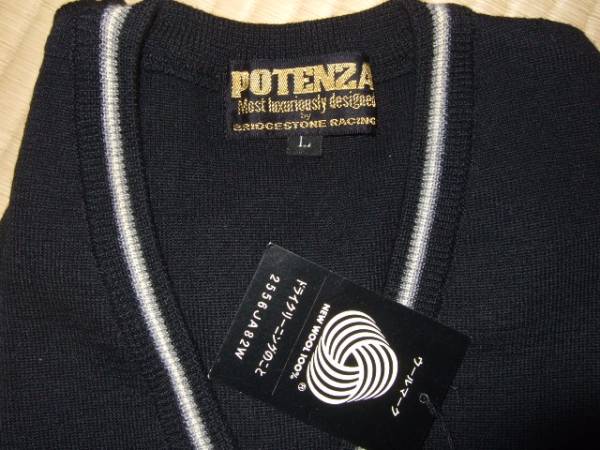 POTENZA
Most luxuriously designed
by
BRIDGESTONE RACING
L
ウールマーク
NEW WOOL 100%
ドライクリーニングのこと
2556JA82W